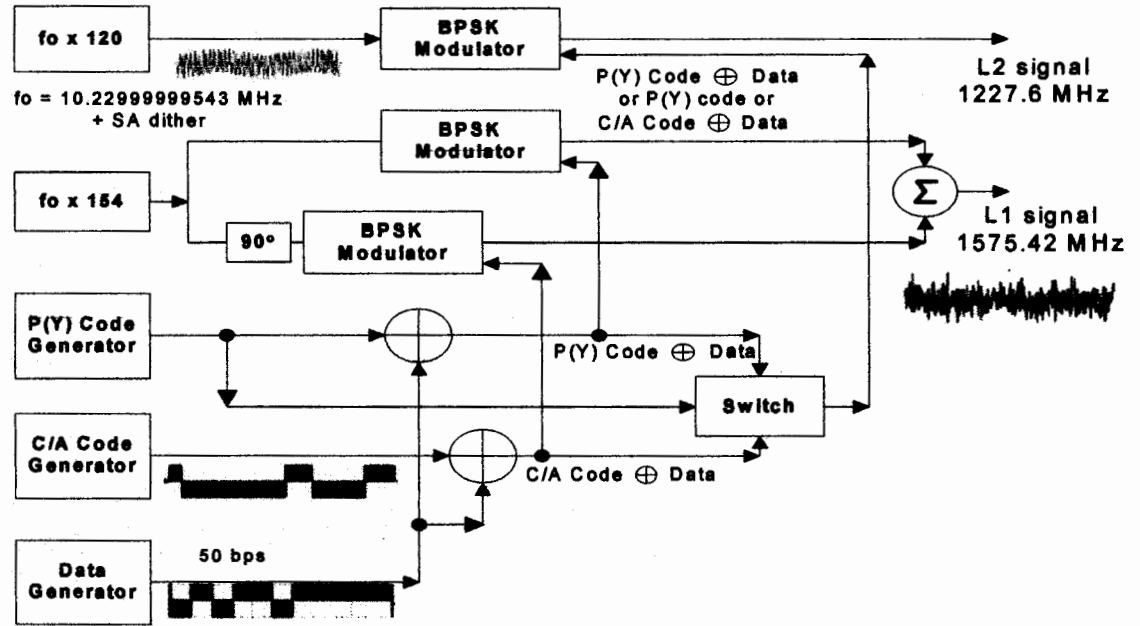 fo x 120
BPSK
Modulator
L2 signal
1227.6 MHz
fo = 10.22999999543 MHz
+ SA dither
P(Y) Code ⊕ Data
or P(Y) code or
C/A Code ⊕ Data
BPSK
Modulator
fo x 154
Σ
L1 signal
1575.42 MHz
90°
BPSK
Modulator
P(Y) Code
Generator
P(Y) Code ⊕ Data
Switch
C/A Code
Generator
C/A Code ⊕ Data
50 bps
Data
Generator